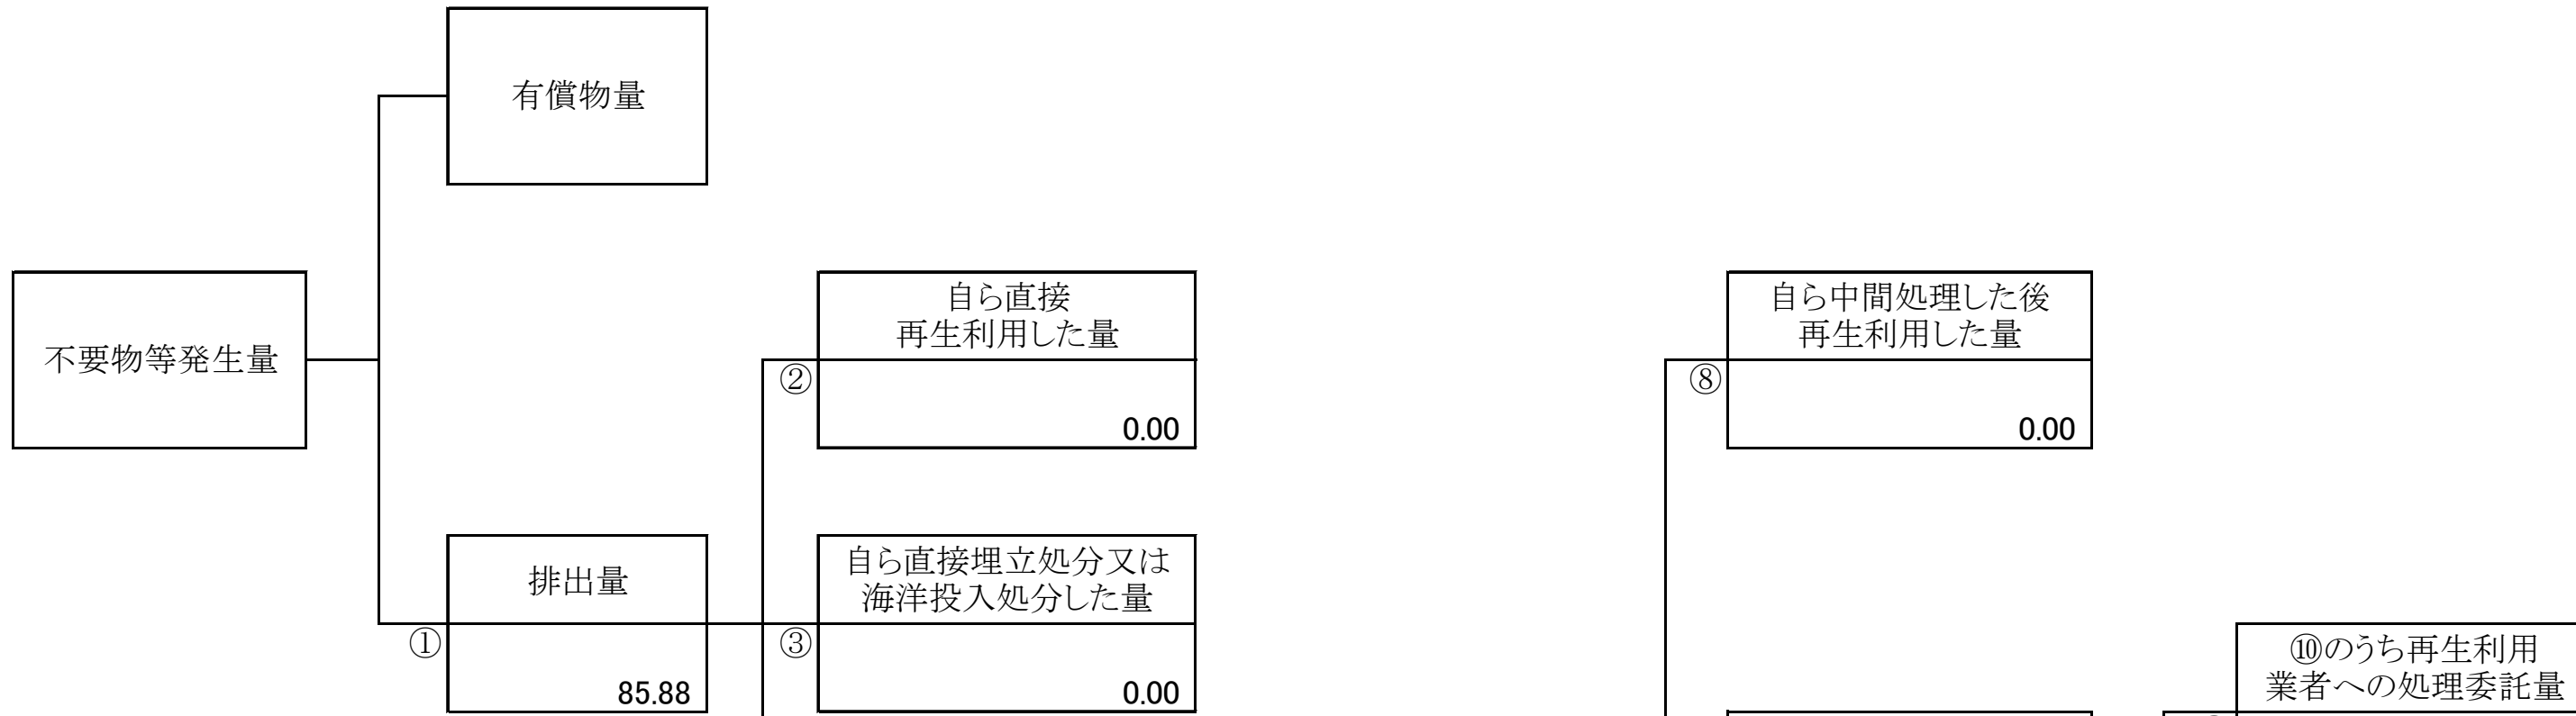 有償物量
不要物等発生量
自ら直接
再生利用した量
②
0.00
自ら中間処理した後
再生利用した量
⑧
0.00
排出量
①
85.88
自ら直接埋立処分又は
海洋投入処分した量
③
0.00
⑩のうち再生利用
業者への処理委託量